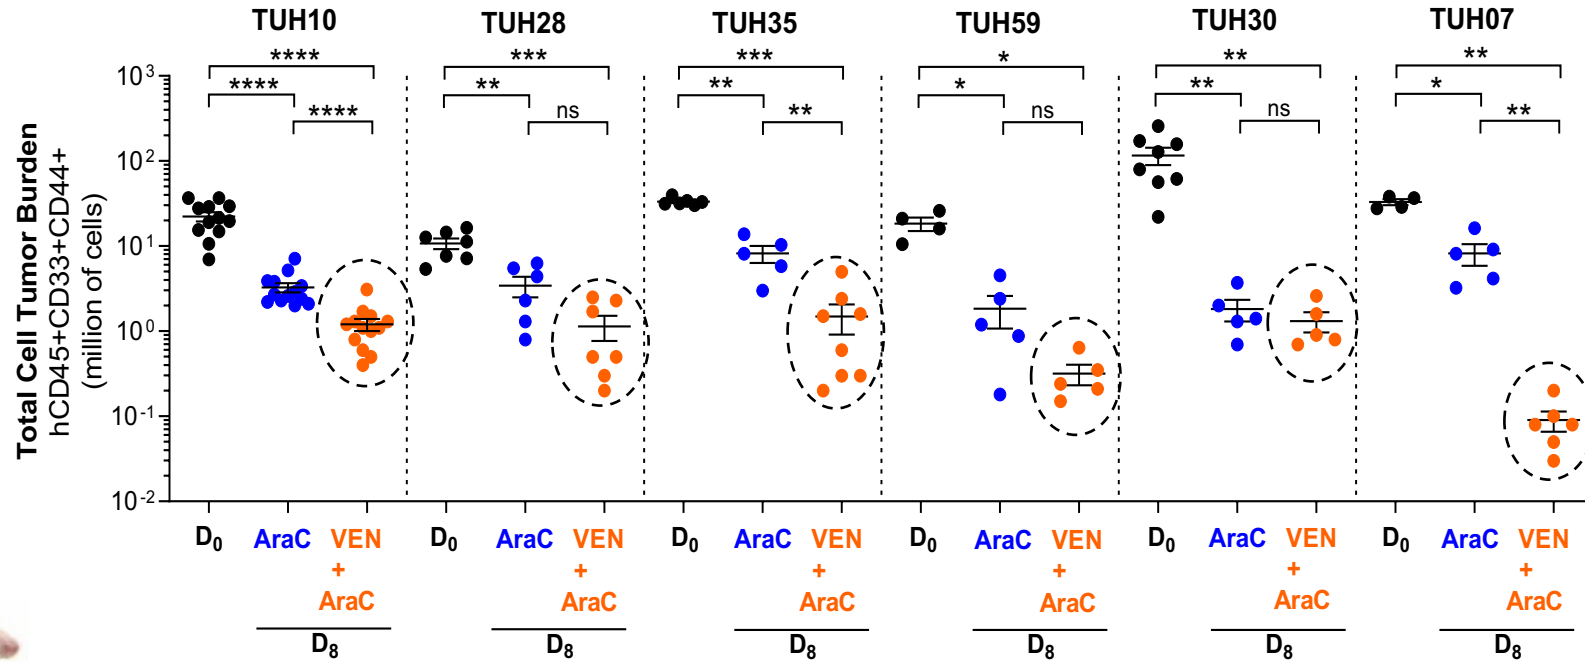 TUH10 TUH28 TUH35 TUH59 TUH30 TUH07
**** *** *** * ** **
**** ** ** * ** *
**** ns ** ns ns **
Total Cell Tumor Burden
hCD45+CD33+CD44+
(million of cells)
10³
10²
10¹
10⁰
10⁻¹
10⁻²
D₀ AraC VEN D₀ AraC VEN D₀ AraC VEN D₀ AraC VEN D₀ AraC VEN D₀ AraC VEN
+ + + + + +
AraC AraC AraC AraC AraC AraC
D₈ D₈ D₈ D₈ D₈ D₈